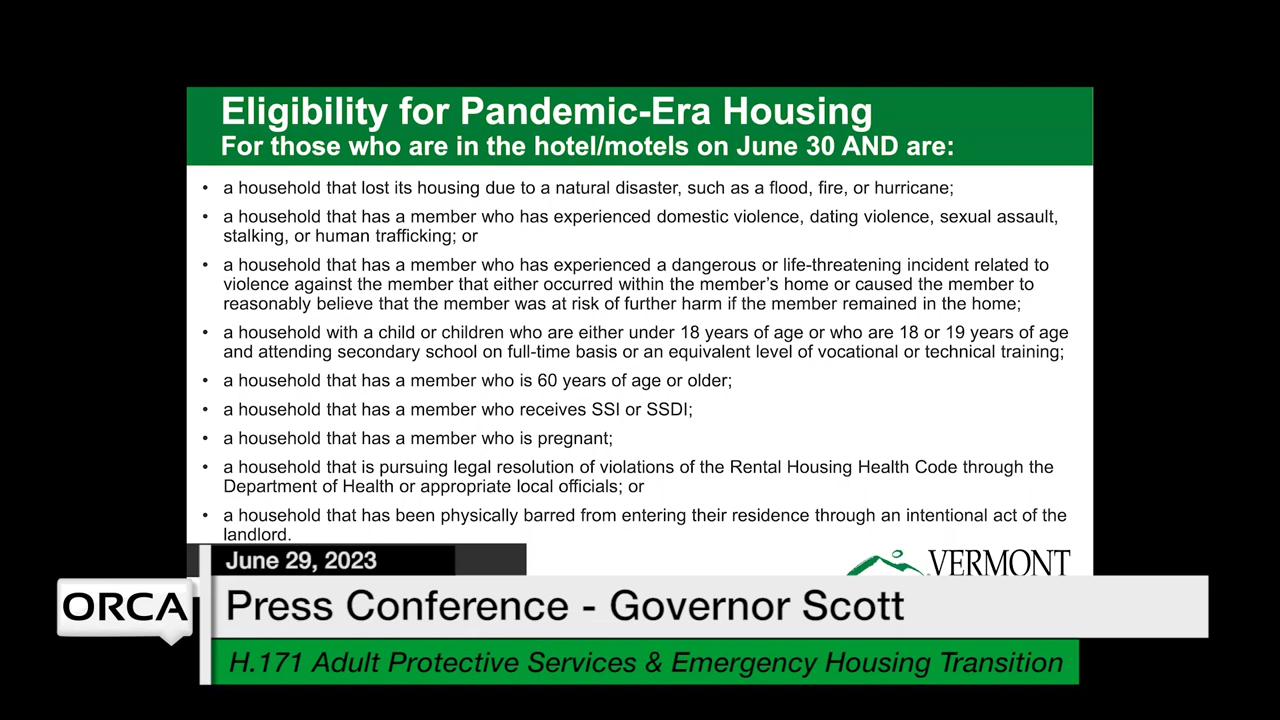 Eligibility for Pandemic-Era Housing
For those who are in the hotel/motels on June 30 AND are:
• a household that lost its housing due to a natural disaster, such as a flood, fire, or hurricane;
• a household that has a member who has experienced domestic violence, dating violence, sexual assault,
stalking, or human trafficking; or
• a household that has a member who has experienced a dangerous or life-threatening incident related to
violence against the member that either occurred within the member's home or caused the member to
reasonably believe that the member was at risk of further harm if the member remained in the home;
• a household with a child or children who are either under 18 years of age or who are 18 or 19 years of age
and attending secondary school on full-time basis or an equivalent level of vocational or technical training;
• a household that has a member who is 60 years of age or older;
• a household that has a member who receives SSI or SSDI;
• a household that has a member who is pregnant;
• a household that is pursuing legal resolution of violations of the Rental Housing Health Code through the
Department of Health or appropriate local officials; or
• a household that has been physically barred from entering their residence through an intentional act of the
landlord.
VERMONT
June 29, 2023
ORCA
Press Conference - Governor Scott
H.171 Adult Protective Services & Emergency Housing Transition